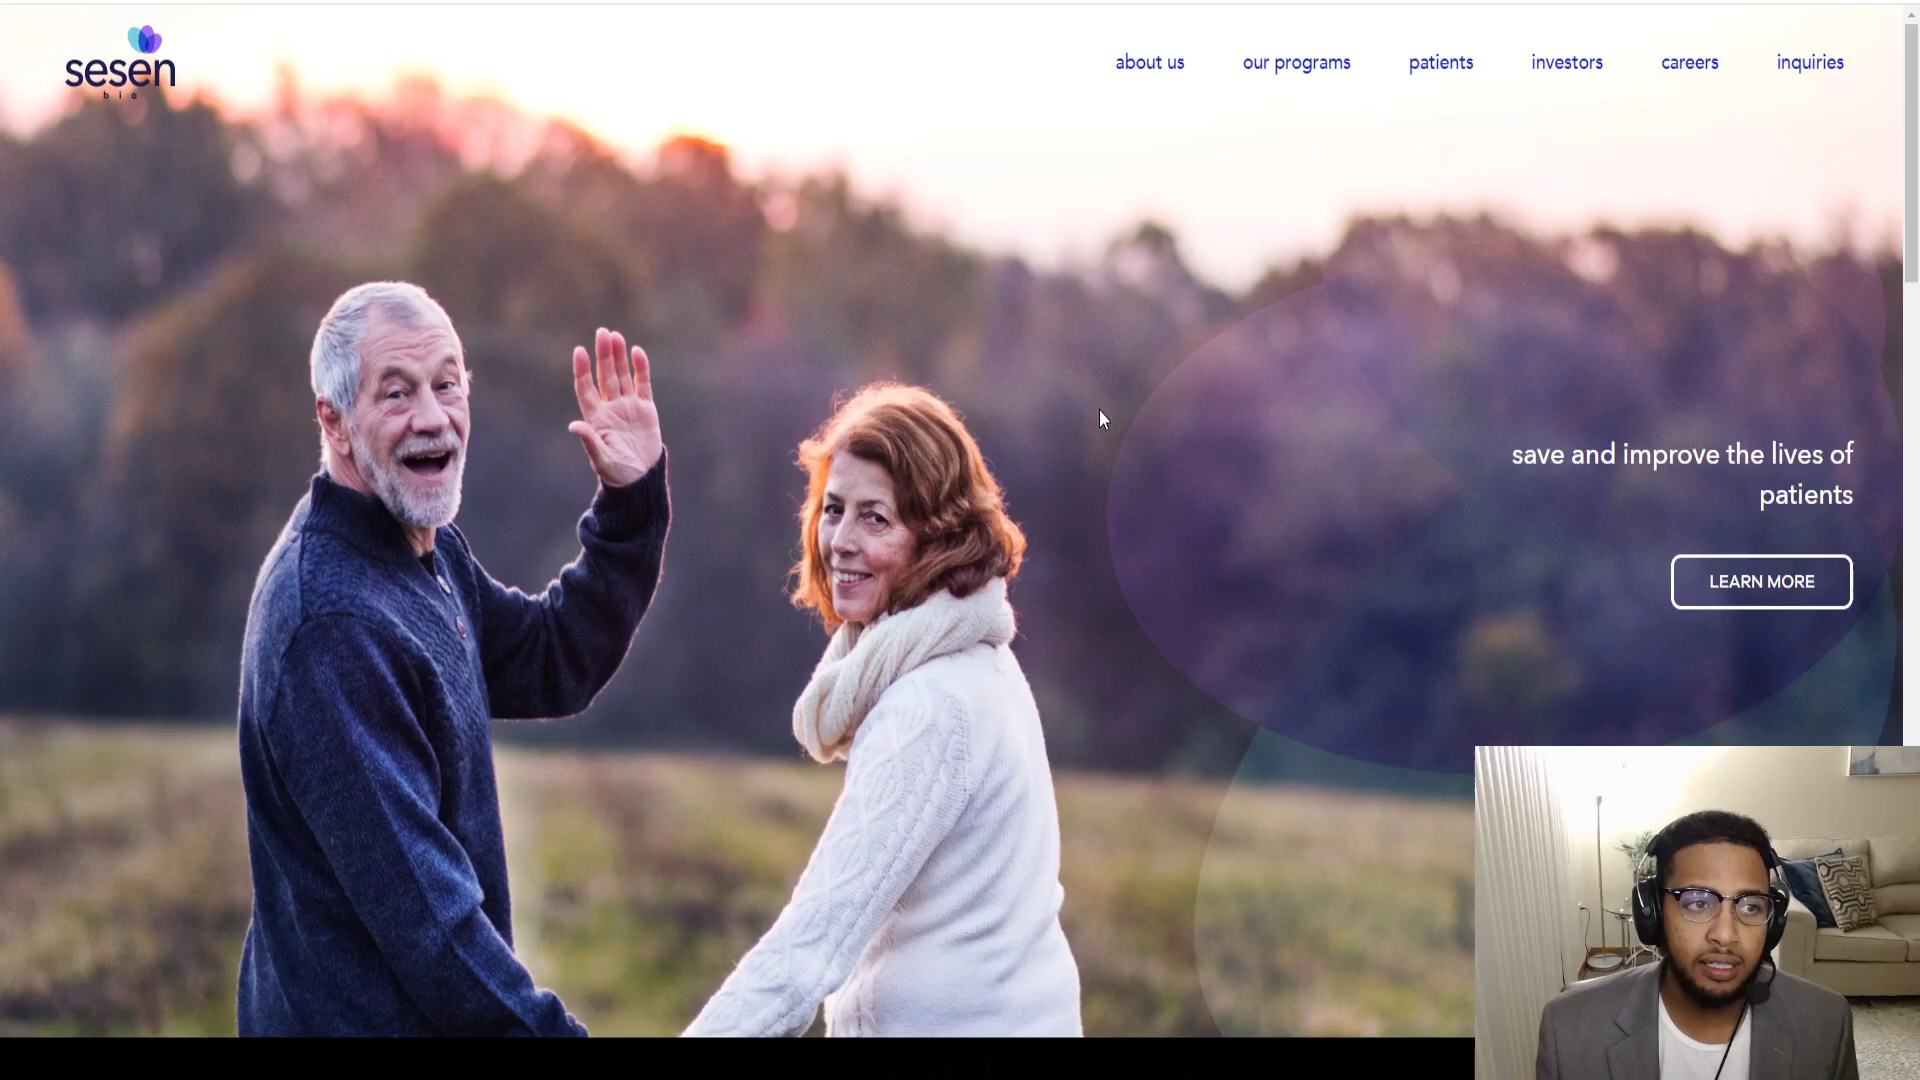 sesen
bio
about us
our programs
patients
investors
careers
inquiries
save and improve the lives of
patients
LEARN MORE